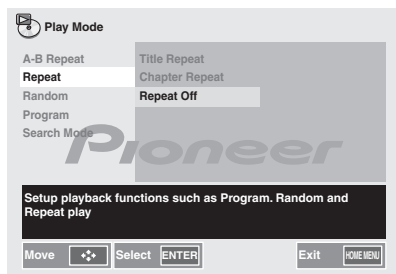 Play Mode
A-B Repeat Title Repeat
Repeat Chapter Repeat
Random Repeat Off
Program
Search Mode
Pioneer
Setup playback functions such as Program. Random and
Repeat play
Move Select ENTER Exit HOME MENU